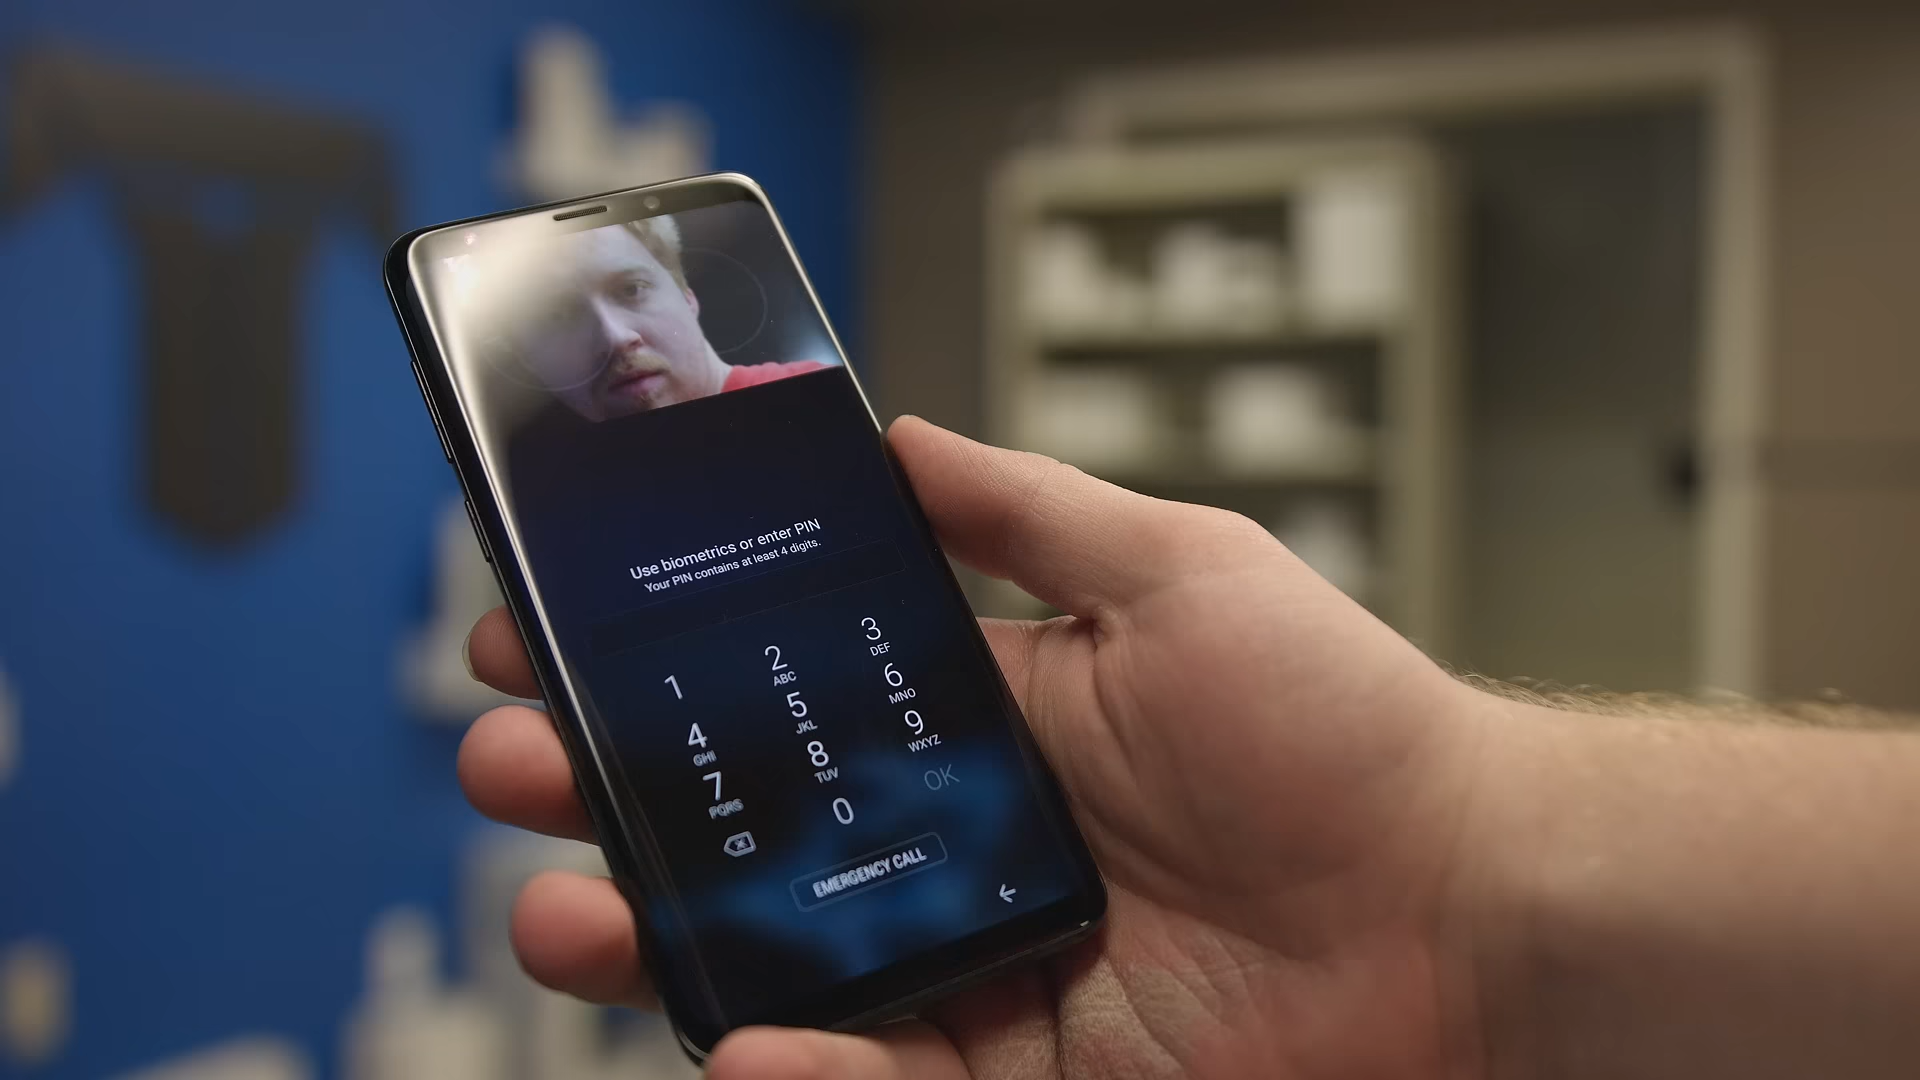 Use biometrics or enter PIN
Your PIN contains at least 4 digits.
1
2
ABC
3
DEF
4
GHI
5
JKL
6
MNO
7
PQRS
8
TUV
9
WXYZ
0
OK
EMERGENCY CALL